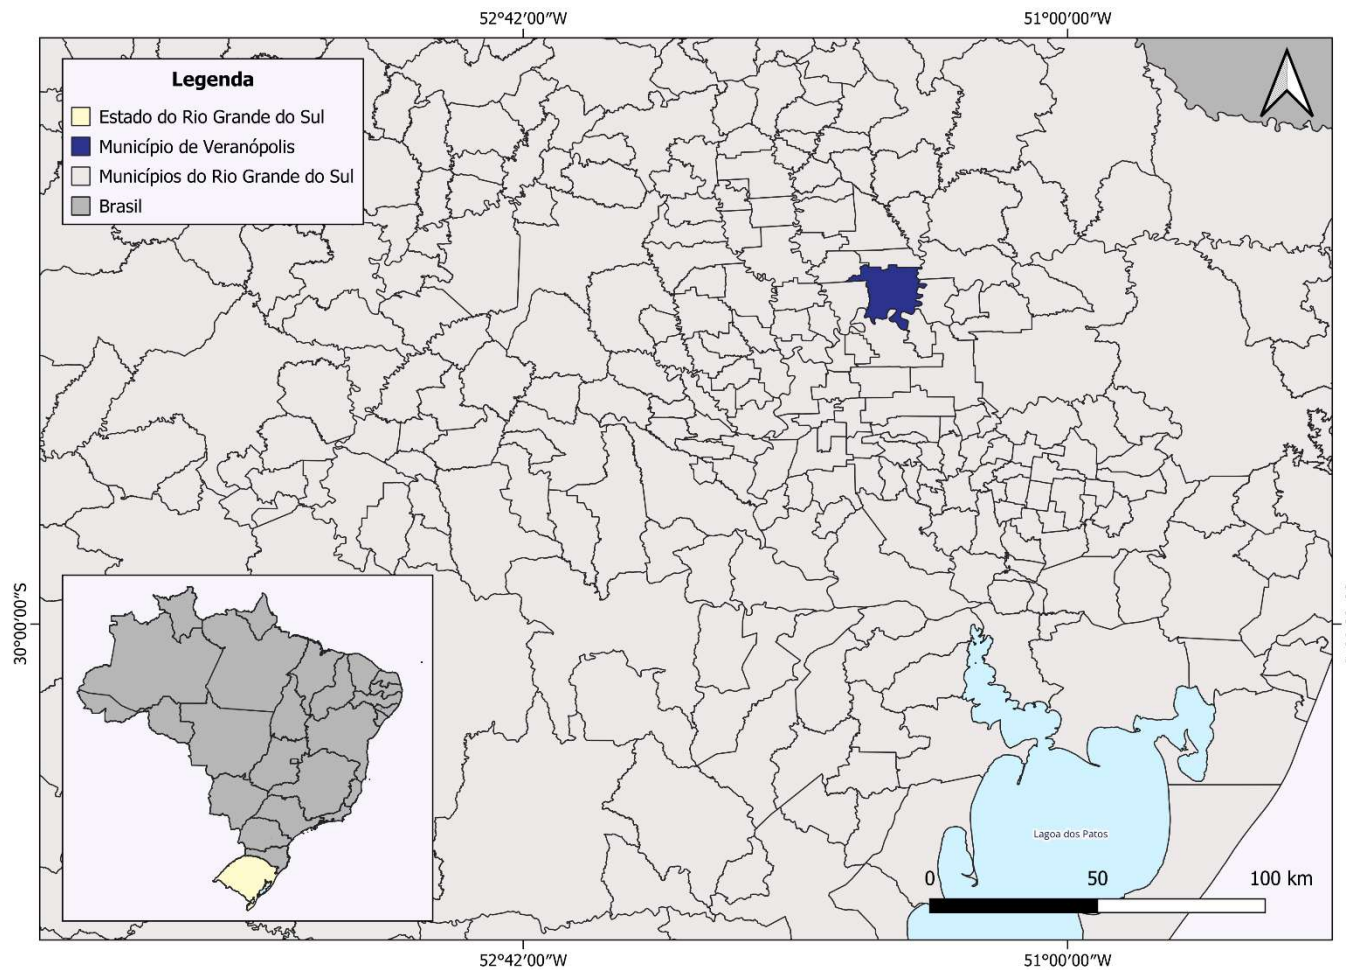 52°42'00"W
51°00'00"W
Legenda
Estado do Rio Grande do Sul
Município de Veranópolis
Municípios do Rio Grande do Sul
Brasil
30°00'00"S
Lagoa dos Patos
0
50
100 km
52°42'00"W
51°00'00"W